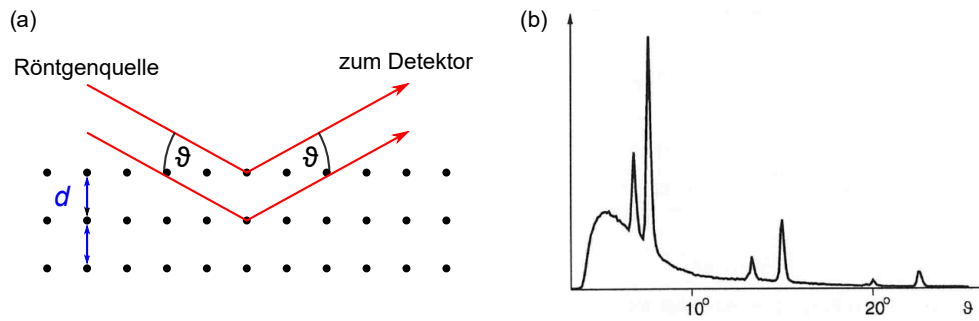 (a)
Röntgenquelle
zum Detektor
ϑ
ϑ
d
(b)
10°
20°
ϑ